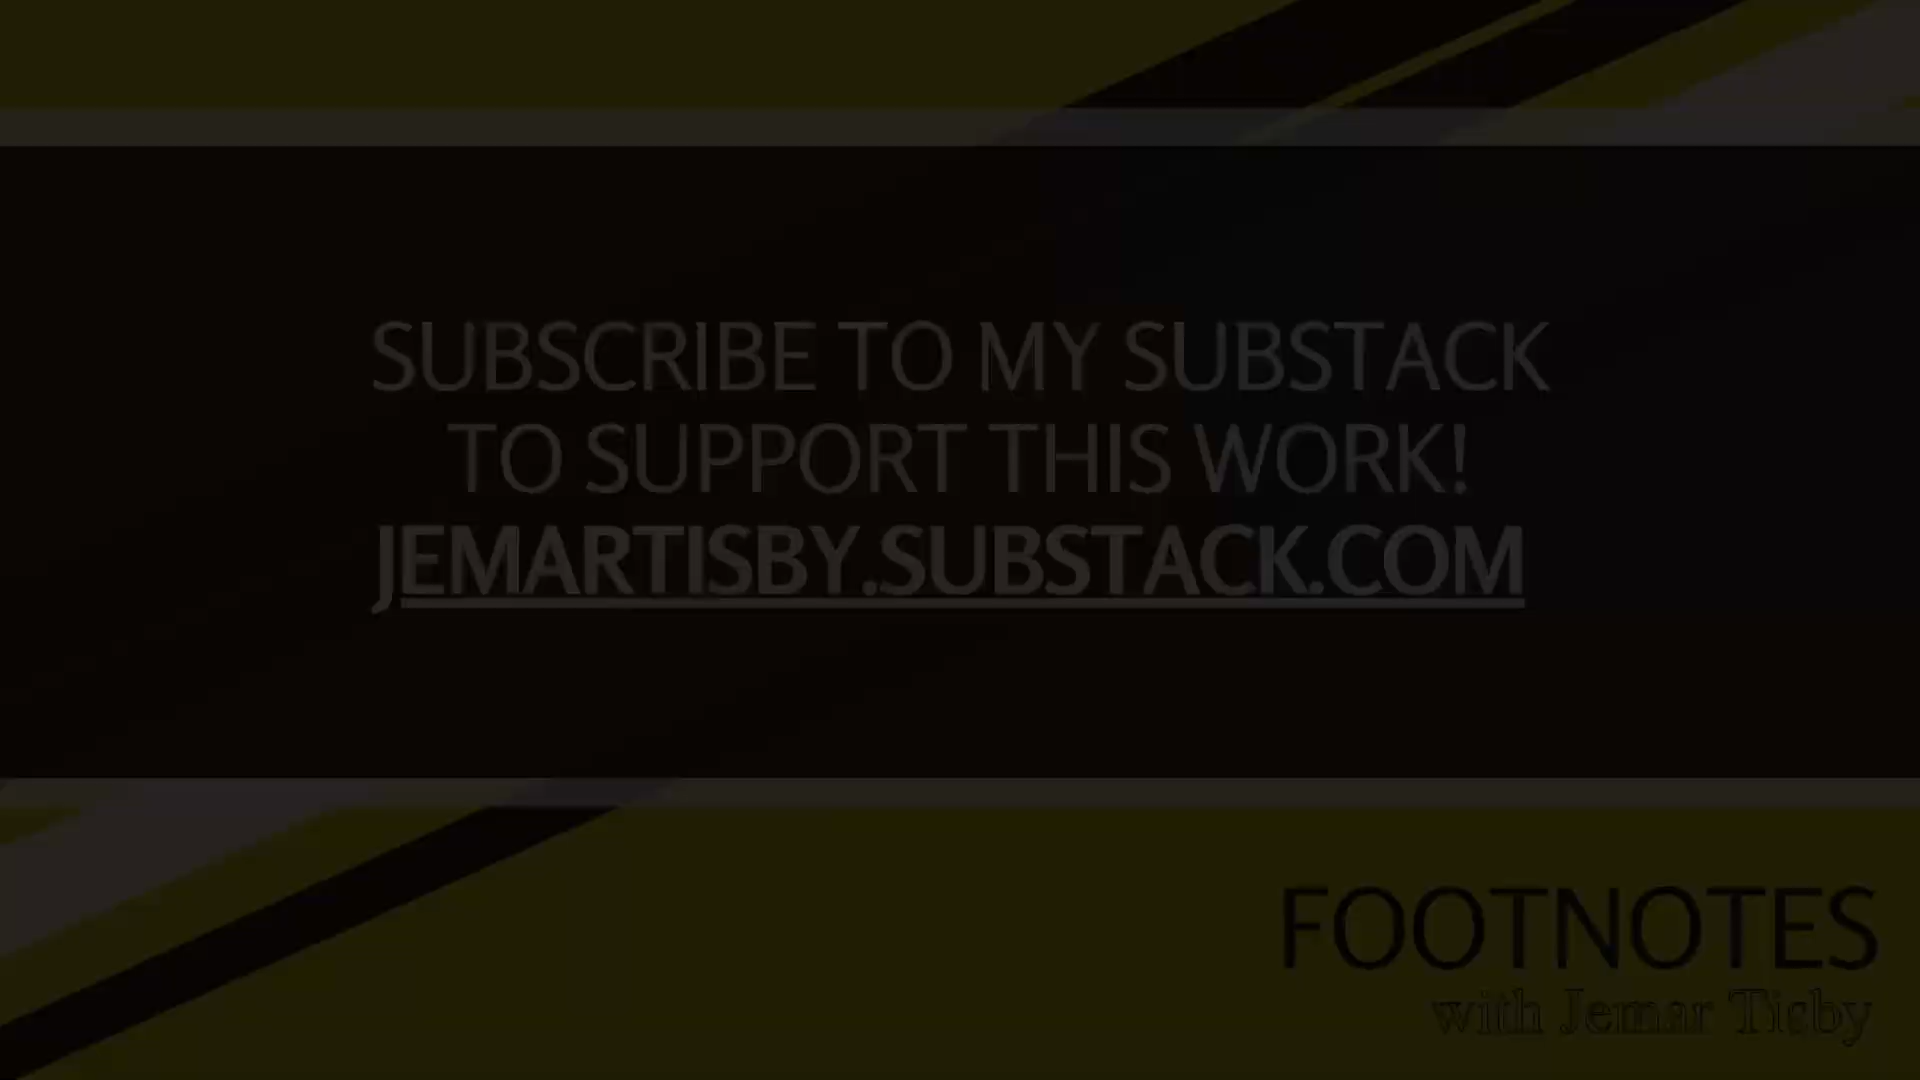 SUBSCRIBE TO MY SUBSTACK
TO SUPPORT THIS WORK!
JEMARTISBY.SUBSTACK.COM
FOOTNOTES
with Jemar Tisby